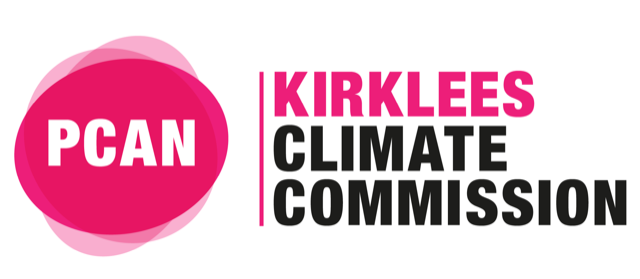 PCAN
KIRKLEES
CLIMATE
COMMISSION